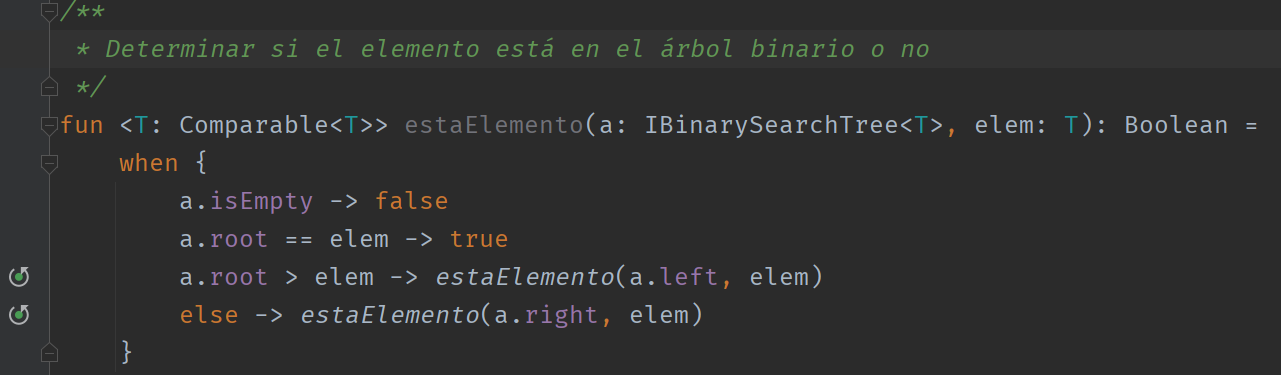 /**
 * Determinar si el elemento está en el árbol binario o no
 */
fun <T: Comparable<T>> estaElemento(a: IBinarySearchTree<T>, elem: T): Boolean =
    when {
        a.isEmpty -> false
        a.root == elem -> true
        a.root > elem -> estaElemento(a.left, elem)
        else -> estaElemento(a.right, elem)
    }